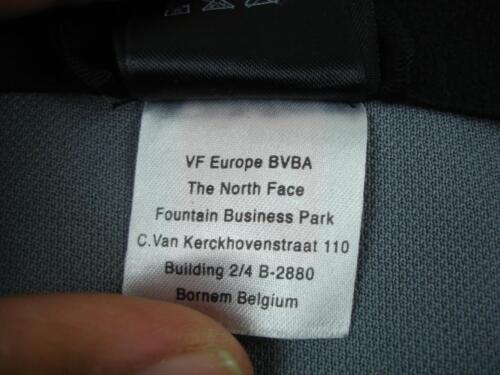 VF Europe BVBA
The North Face
Fountain Business Park
C.Van Kerckhovenstraat 110
Building 2/4 B-2880
Bornem Belgium